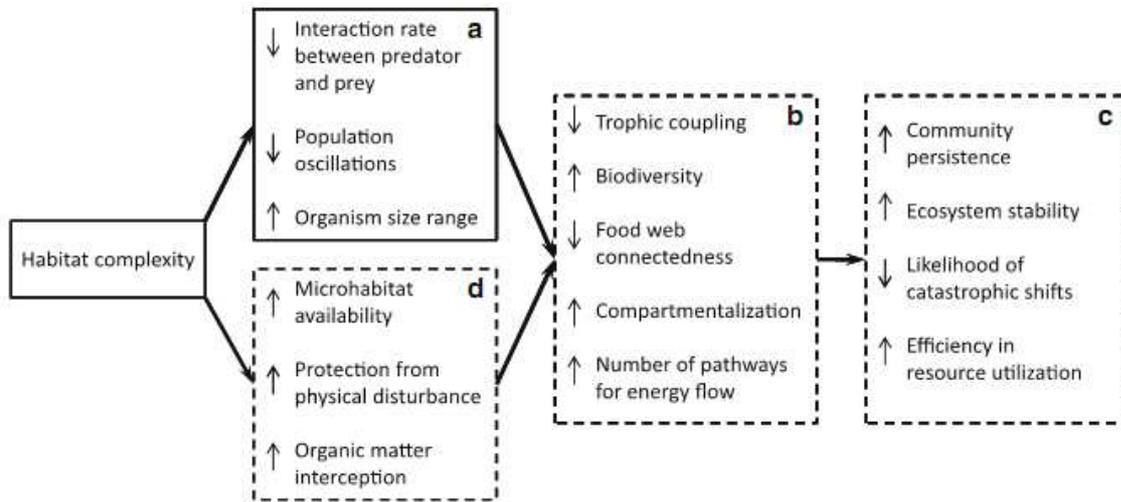 Habitat complexity
a
↓ Interaction rate
between predator
and prey
↓ Population
oscillations
↑ Organism size range
d
↑ Microhabitat
availability
↑ Protection from
physical disturbance
↑ Organic matter
interception
b
↓ Trophic coupling
↑ Biodiversity
↓ Food web
connectedness
↑ Compartmentalization
↑ Number of pathways
for energy flow
c
↑ Community
persistence
↑ Ecosystem stability
↓ Likelihood of
catastrophic shifts
↑ Efficiency in
resource utilization